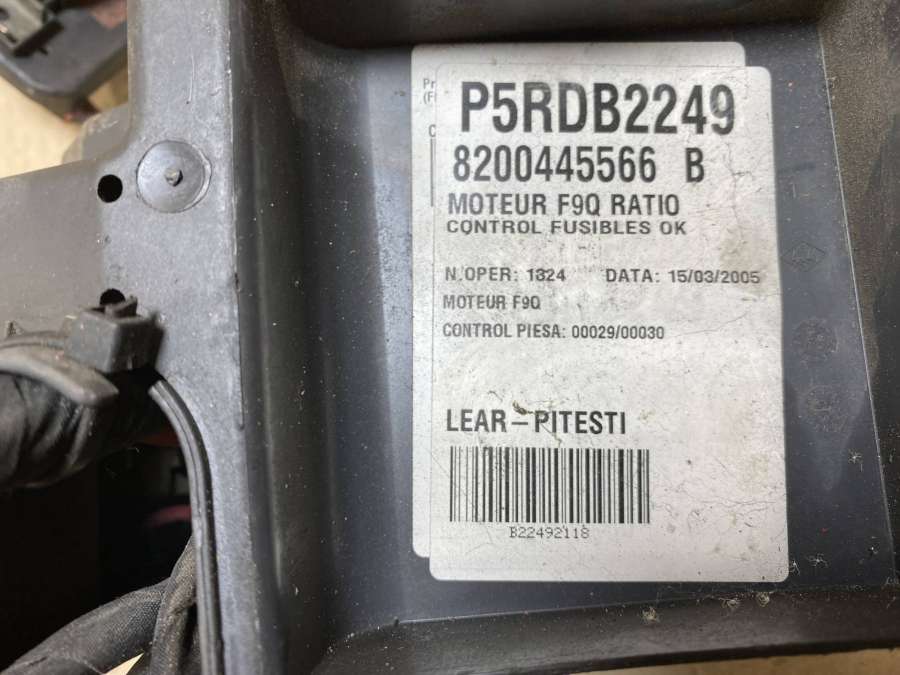 Pr
(F
C
P5RDB2249
8200445566 B
MOTEUR F9Q RATIO
CONTROL FUSIBLES OK
N.OPER: 1324 DATA: 15/03/2005
MOTEUR F9Q
CONTROL PIESA: 00029/00030
LEAR-PITESTI
B22492118